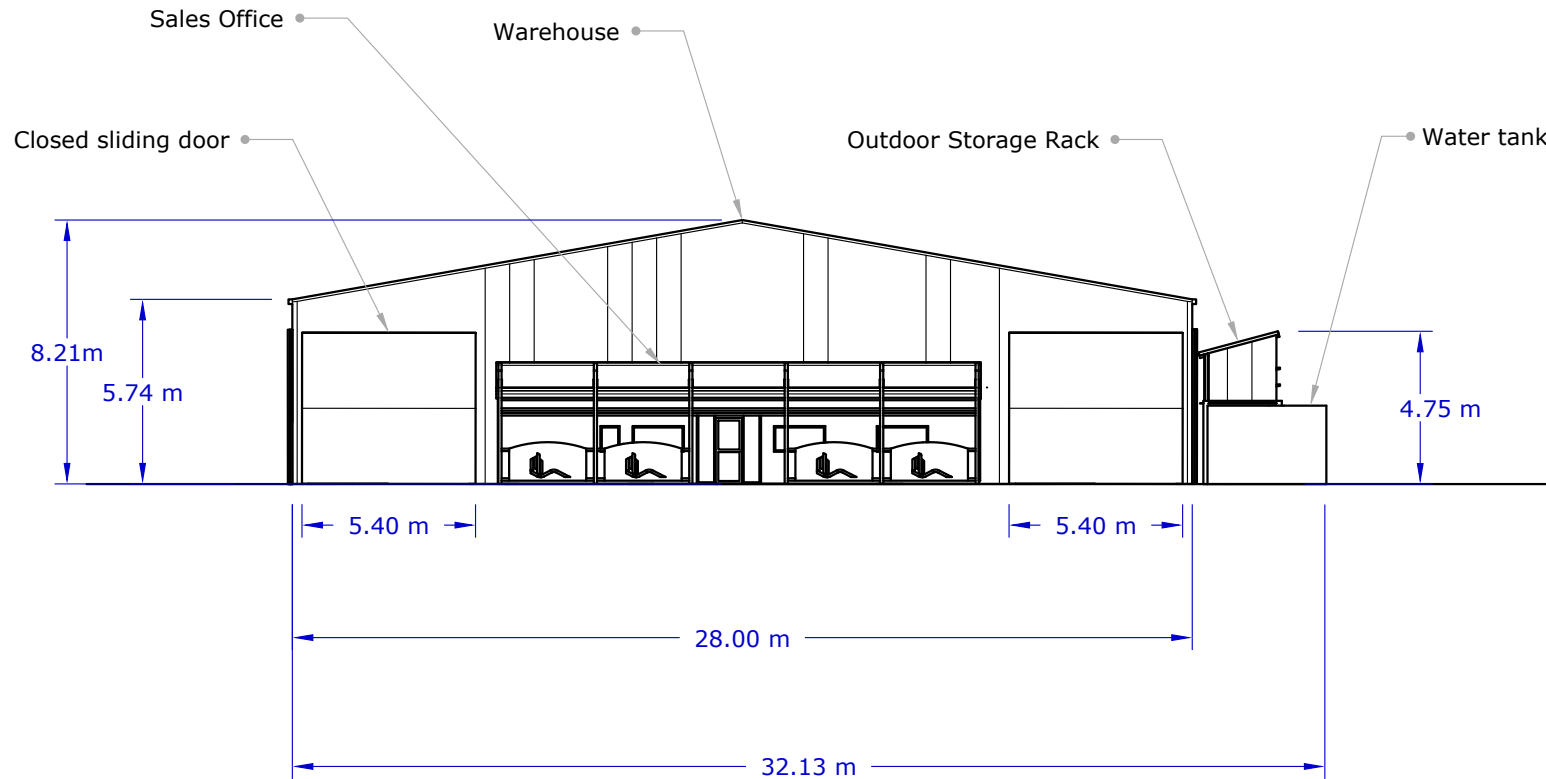 Sales Office
Warehouse
Closed sliding door
Outdoor Storage Rack
Water tank
8.21m
5.74 m
4.75 m
5.40 m
5.40 m
28.00 m
32.13 m